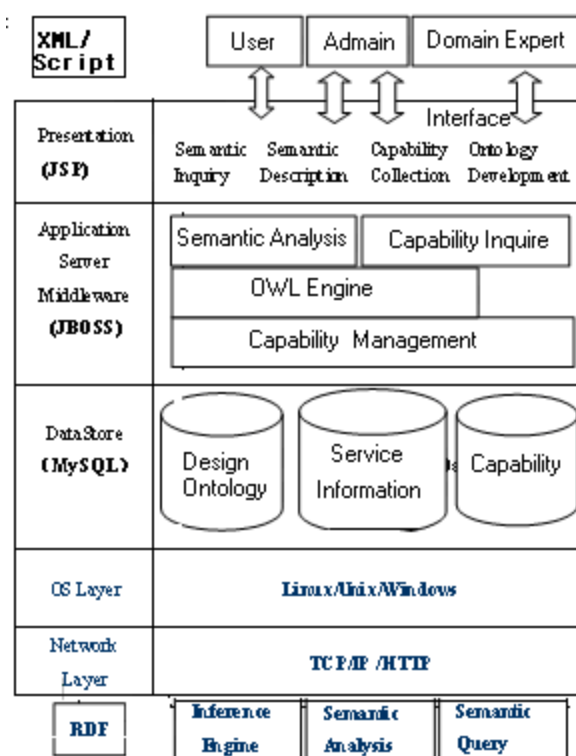 :
XML/
Script
User
Admain
Domain Expert
Interface
Presentation
(JSP)
Semantic
Inquiry
Semantic
Description
Capability
Collection
Ontology
Development
Application
Server
Middleware
(JBOSS)
Semantic Analysis
Capability Inquire
OWL Engine
Capability Management
DataStore
(MySQL)
Design
Ontology
Service
Information
Capability
OS Layer
Linux/Unix/Windows
Network
Layer
TCP/IP /HTTP
RDF
Inference
Engine
Semantic
Analysis
Semantic
Query